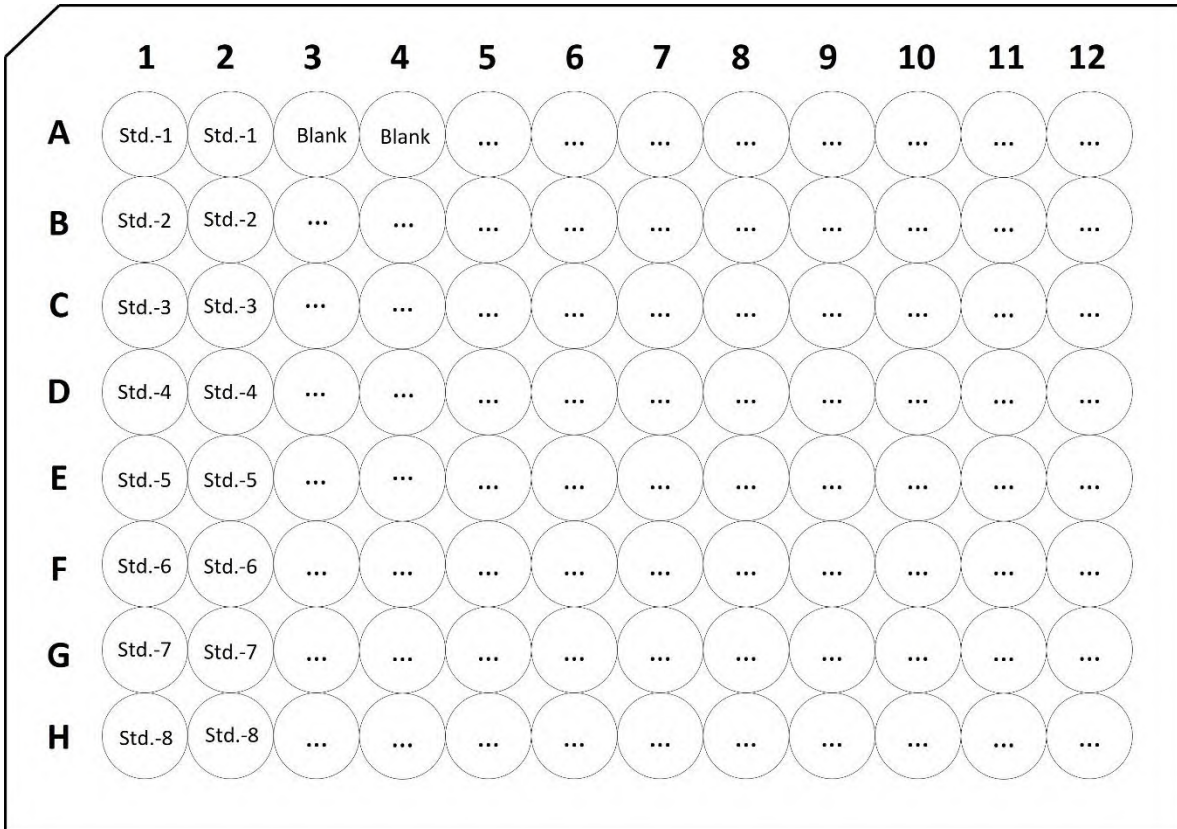 1 2 3 4 5 6 7 8 9 10 11 12
A Std.-1 Std.-1 Blank Blank ... ... ... ... ... ... ... ...
B Std.-2 Std.-2 ... ... ... ... ... ... ... ... ... ...
C Std.-3 Std.-3 ... ... ... ... ... ... ... ... ... ...
D Std.-4 Std.-4 ... ... ... ... ... ... ... ... ... ...
E Std.-5 Std.-5 ... ... ... ... ... ... ... ... ... ...
F Std.-6 Std.-6 ... ... ... ... ... ... ... ... ... ...
G Std.-7 Std.-7 ... ... ... ... ... ... ... ... ... ...
H Std.-8 Std.-8 ... ... ... ... ... ... ... ... ... ...